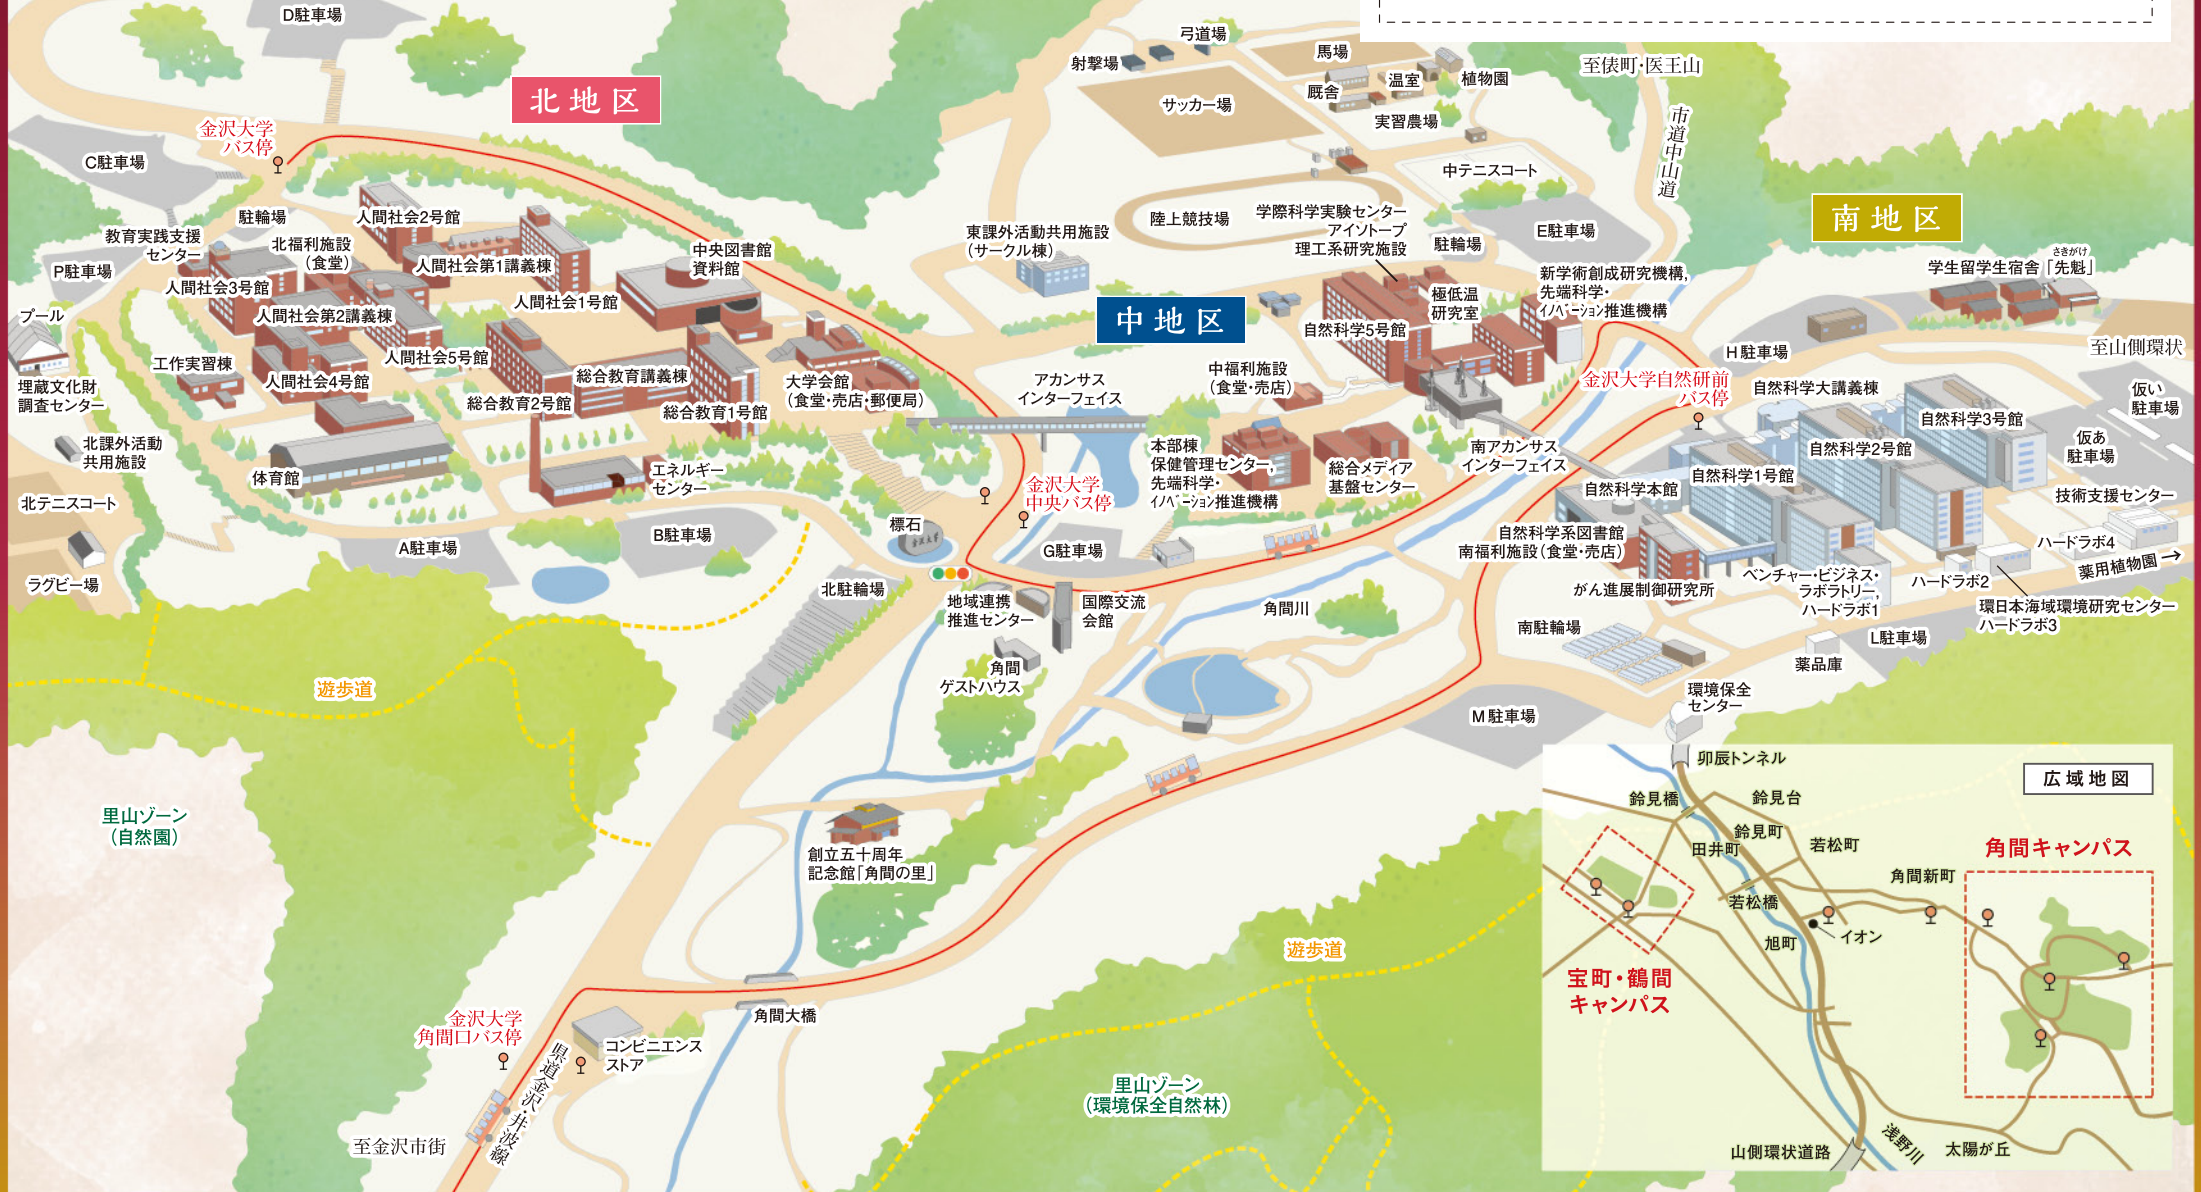 D駐車場
北地区
金沢大学
バス停
C駐車場
駐輪場
人間社会2号館
教育実践支援
センター
北福利施設
(食堂)
P駐車場
人間社会第1講義棟
中央図書館
資料館
人間社会3号館
人間社会1号館
プール
人間社会第2講義棟
人間社会5号館
工作実習棟
埋蔵文化財
調査センター
人間社会4号館
総合教育講義棟
総合教育2号館
総合教育1号館
大学会館
(食堂・売店・郵便局)
北課外活動
共用施設
体育館
エネルギー
センター
北テニスコート
A駐車場
B駐車場
ラグビー場
標石
金沢大学
北駐輪場
遊歩道
里山ゾーン
(自然園)
弓道場
射撃場
馬場
温室
植物園
厩舎
サッカー場
実習農場
至俵町・医王山
市道中山道
中テニスコート
陸上競技場
学際科学実験センター
アイソトープ
理工系研究施設
東課外活動共用施設
(サークル棟)
駐輪場
E駐車場
中地区
極低温
研究室
新学術創成研究機構,
先端科学・
イノベーション推進機構
自然科学5号館
中福利施設
(食堂・売店)
アカンサス
インターフェイス
本部棟
保健管理センター,
先端科学・
イノベーション推進機構
総合メディア
基盤センター
南アカンサス
インターフェイス
金沢大学
中央バス停
G駐車場
地域連携
推進センター
国際交流
会館
角間
ゲストハウス
角間川
南地区
さきがけ
学生留学生宿舎「先魁」
至山側環状
H駐車場
金沢大学自然研前
バス停
自然科学大講義棟
自然科学3号館
仮い
駐車場
仮あ
駐車場
自然科学2号館
自然科学1号館
自然科学本館
技術支援センター
自然科学系図書館
南福利施設(食堂・売店)
ハードラボ4
薬用植物園→
がん進展制御研究所
ベンチャー・ビジネス・
ラボラトリー,
ハードラボ1
ハードラボ2
環日本海域環境研究センター
ハードラボ3
南駐輪場
L駐車場
薬品庫
環境保全
センター
M駐車場
創立五十周年
記念館「角間の里」
角間大橋
金沢大学
角間口バス停
コンビニエンス
ストア
県道金沢・井波線
至金沢市街
遊歩道
里山ゾーン
(環境保全自然林)
広域地図
卯辰トンネル
鈴見橋
鈴見台
鈴見町
田井町
若松町
角間キャンパス
角間新町
若松橋
旭町
イオン
宝町・鶴間
キャンパス
山側環状道路
浅野川
太陽が丘